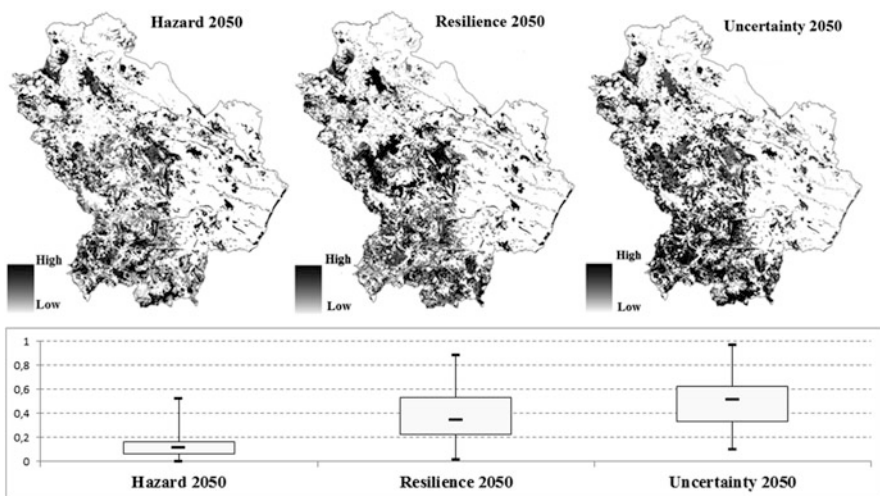 Hazard 2050
Resilience 2050
Uncertainty 2050
High
Low
High
Low
High
Low
1
0,8
0,6
0,4
0,2
0
Hazard 2050
Resilience 2050
Uncertainty 2050